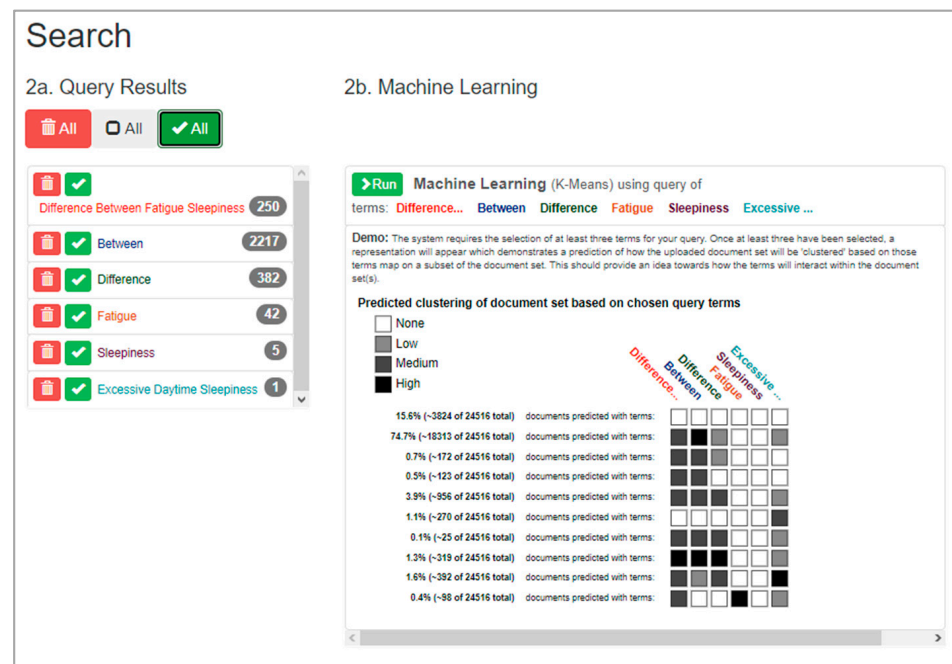 Search
2a. Query Results
2b. Machine Learning
All
All
All
Difference Between Fatigue Sleepiness 250
Between 2217
Difference 382
Fatigue 42
Sleepiness 5
Excessive Daytime Sleepiness 1
Run Machine Learning (K-Means) using query of
terms: Difference... Between Difference Fatigue Sleepiness Excessive ...
Demo: The system requires the selection of at least three terms for your query. Once at least three have been selected, a
representation will appear which demonstrates a prediction of how the uploaded document set will be 'clustered' based on those
terms map on a subset of the document set. This should provide an idea towards how the terms will interact within the document
set(s).
Predicted clustering of document set based on chosen query terms
None
Low
Medium
High
Difference...
Between
Difference
Fatigue
Sleepiness
Excessive ...
15.6% (~3824 of 24516 total) documents predicted with terms:
74.7% (~18313 of 24516 total) documents predicted with terms:
0.7% (~172 of 24516 total) documents predicted with terms:
0.5% (~123 of 24516 total) documents predicted with terms:
3.9% (~956 of 24516 total) documents predicted with terms:
1.1% (~270 of 24516 total) documents predicted with terms:
0.1% (~25 of 24516 total) documents predicted with terms:
1.3% (~319 of 24516 total) documents predicted with terms:
1.6% (~392 of 24516 total) documents predicted with terms:
0.4% (~98 of 24516 total) documents predicted with terms: